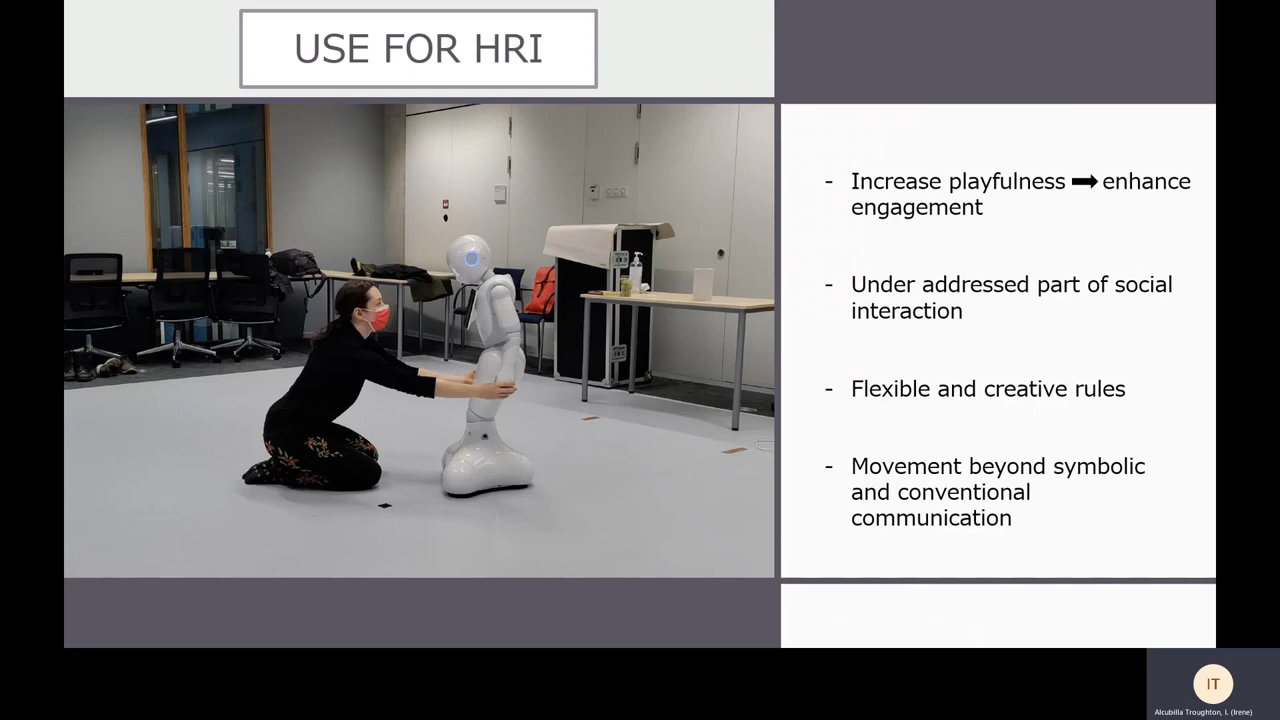 USE FOR HRI
- Increase playfulness ➡ enhance
engagement
- Under addressed part of social
interaction
- Flexible and creative rules
- Movement beyond symbolic
and conventional
communication
IT
Alcubilla Troughton, I. (Irene)